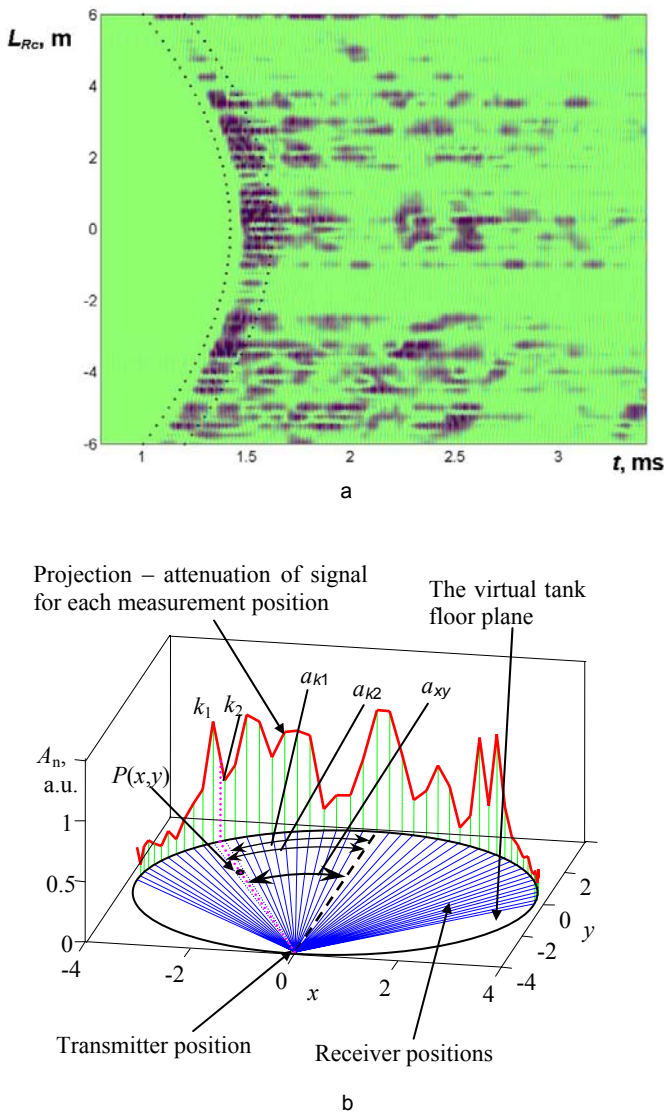 6
L_Rc, m
4
2
0
-2
-4
-6
1
1.5
2
2.5
3
t, ms
a
Projection – attenuation of signal
for each measurement position
The virtual tank
floor plane
a_k1
a_k2
a_xy
k_1
k_2
A_n,
a.u.
P(x,y)
1
0.5
0
-4
-2
0
2
4
x
-4
-2
0
2
y
Transmitter position
Receiver positions
b